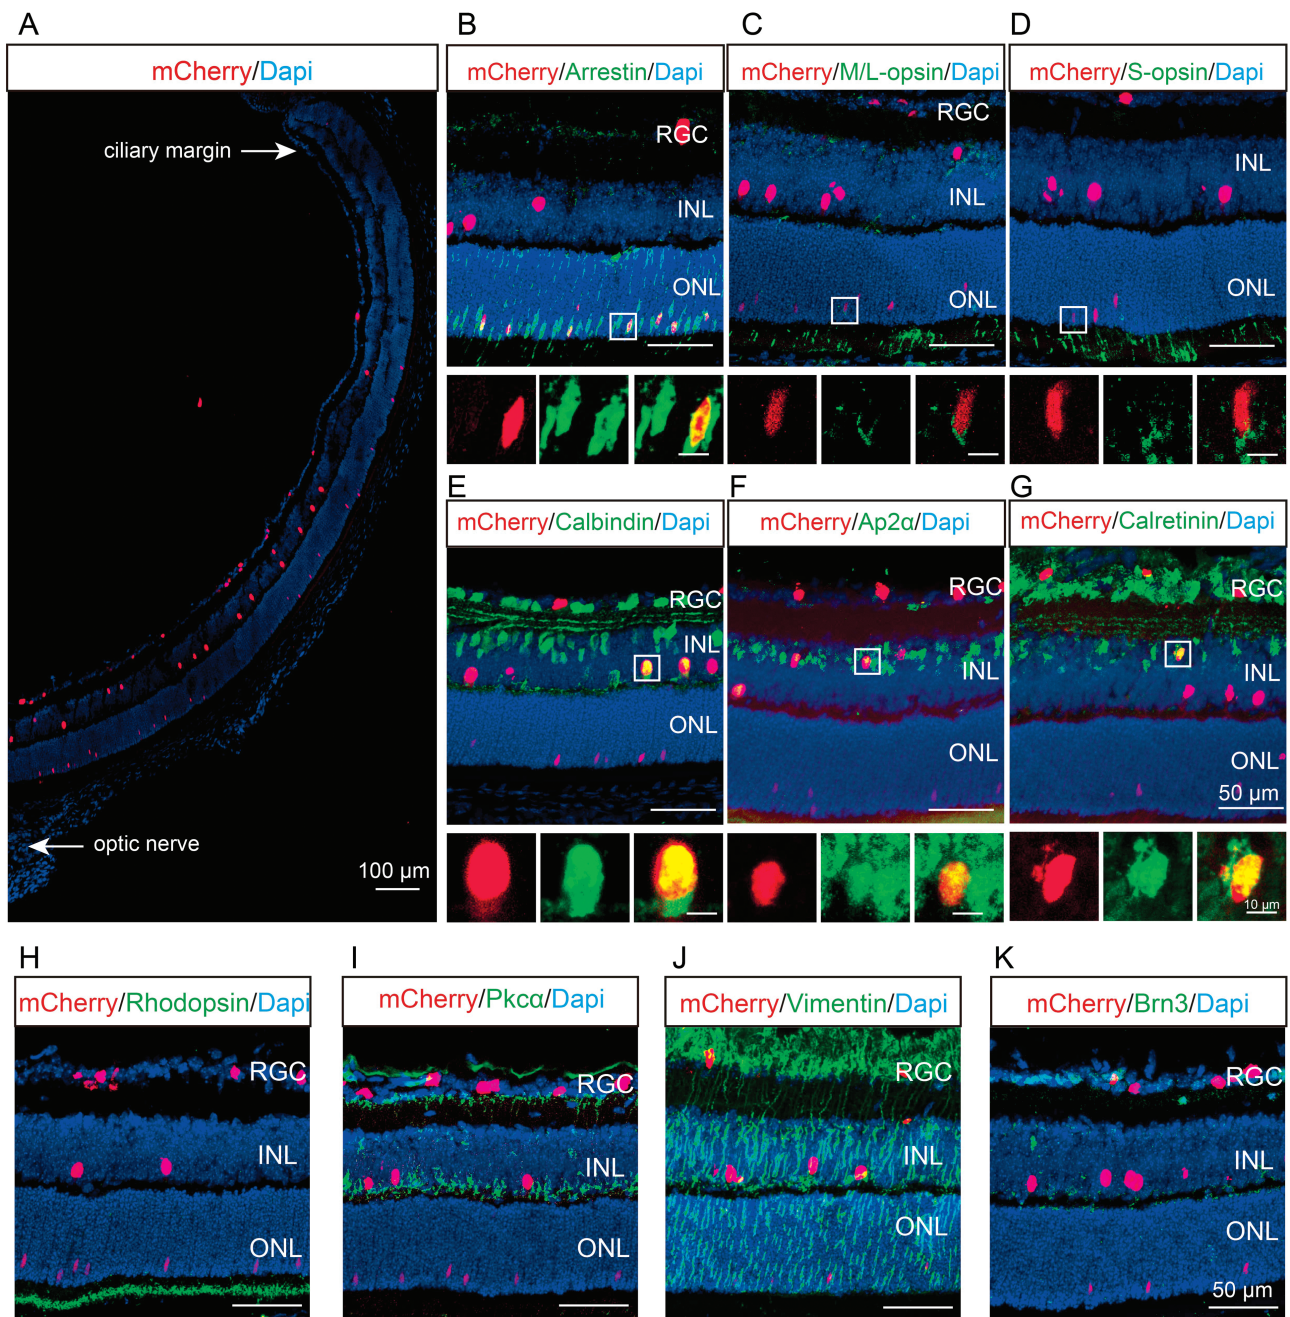 A
mCherry/Dapi
ciliary margin
optic nerve
100 µm
B
mCherry/Arrestin/Dapi
RGC
INL
ONL
C
mCherry/M/L-opsin/Dapi
RGC
INL
ONL
D
mCherry/S-opsin/Dapi
INL
ONL
E
mCherry/Calbindin/Dapi
RGC
INL
ONL
F
mCherry/Ap2α/Dapi
RGC
INL
ONL
G
mCherry/Calretinin/Dapi
RGC
INL
ONL
50 µm
10 µm
H
mCherry/Rhodopsin/Dapi
RGC
INL
ONL
I
mCherry/Pkcα/Dapi
RGC
INL
ONL
J
mCherry/Vimentin/Dapi
RGC
INL
ONL
K
mCherry/Brn3/Dapi
RGC
INL
ONL
50 µm